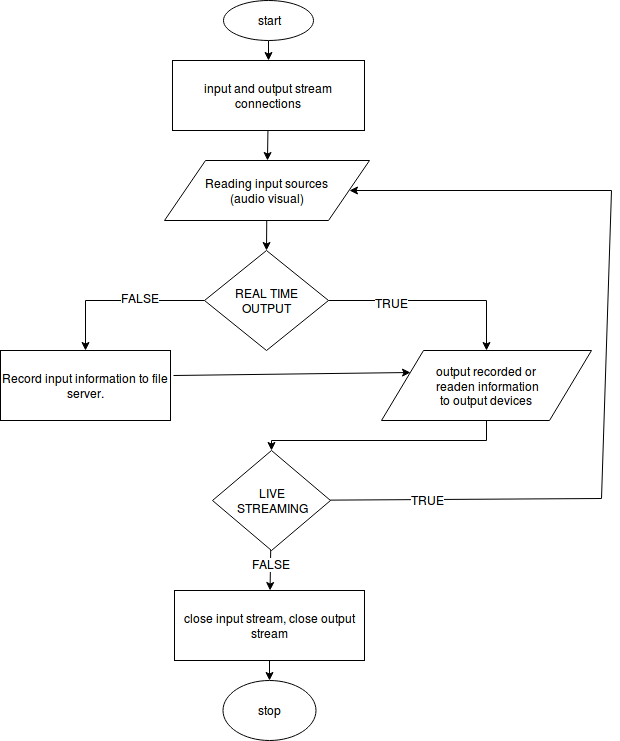 start
input and output stream
connections
Reading input sources
(audio visual)
REAL TIME
OUTPUT
FALSE
TRUE
Record input information to file
server.
output recorded or
readen information
to output devices
LIVE
STREAMING
TRUE
FALSE
close input stream, close output
stream
stop